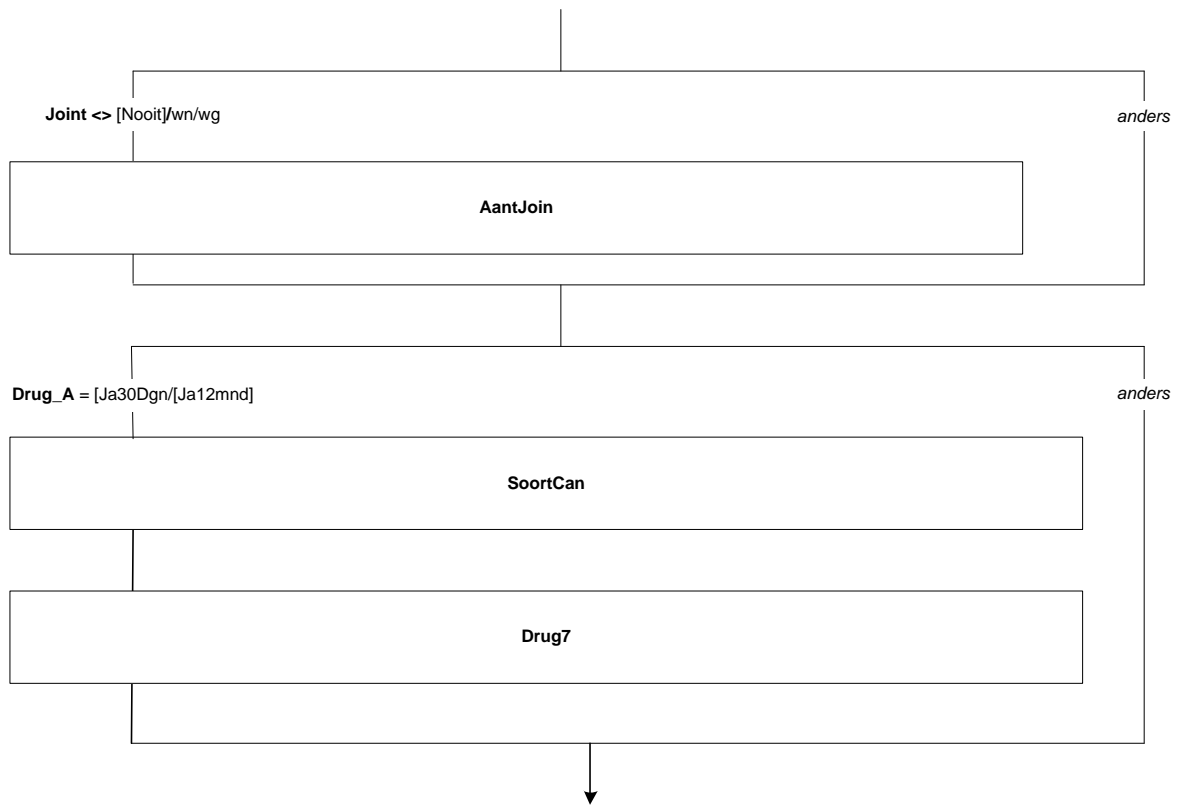 Joint <> [Nooit]/wn/wg
anders
AantJoin
Drug_A = [Ja30Dgn/[Ja12mnd]
anders
SoortCan
Drug7